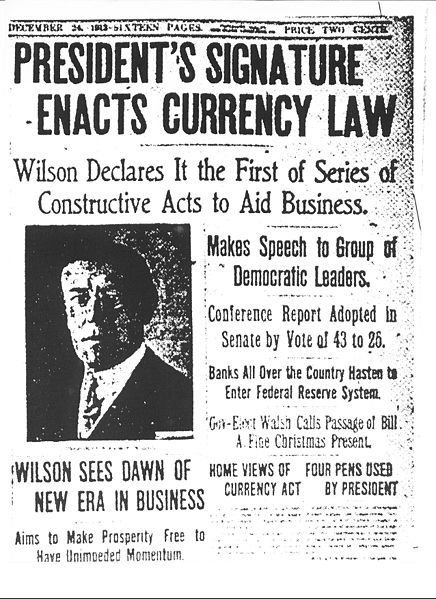 DECEMBER 24, 1913-SIXTEEN PAGES.
PRICE TWO CENTS
PRESIDENT'S SIGNATURE
ENACTS CURRENCY LAW
Wilson Declares It the First of Series of
Constructive Acts to Aid Business.
Makes Speech to Group of
Democratic Leaders.
Conference Report Adopted in
Senate by Vote of 43 to 25.
Banks All Over the Country Hasten to
Enter Federal Reserve System.
Gov-Elect Walsh Calls Passage of Bill
A Fine Christmas Present.
WILSON SEES DAWN OF
NEW ERA IN BUSINESS
Aims to Make Prosperity Free to
Have Unimpeded Momentum.
HOME VIEWS OF
CURRENCY ACT
FOUR PENS USED
BY PRESIDENT